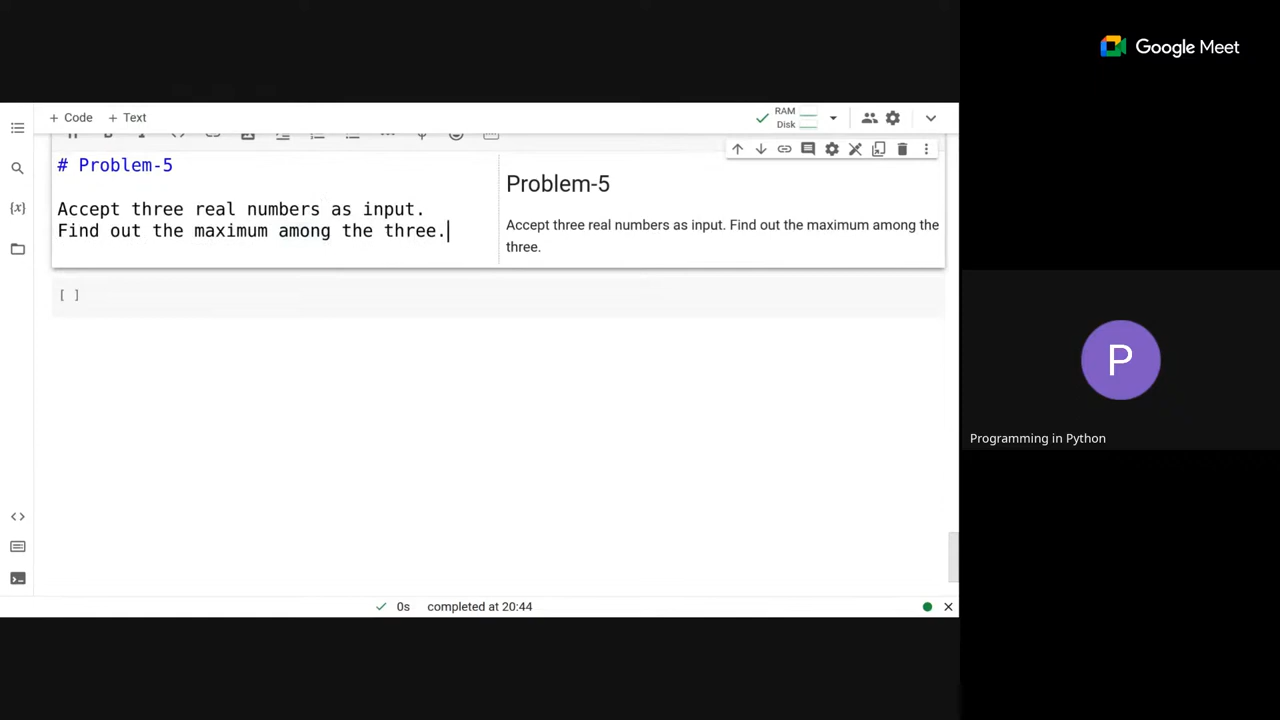 Google Meet
+ Code + Text
RAM
Disk
# Problem-5
Accept three real numbers as input.
Find out the maximum among the three.
Problem-5
Accept three real numbers as input. Find out the maximum among the
three.
[ ]
{x}
P
Programming in Python
0s completed at 20:44